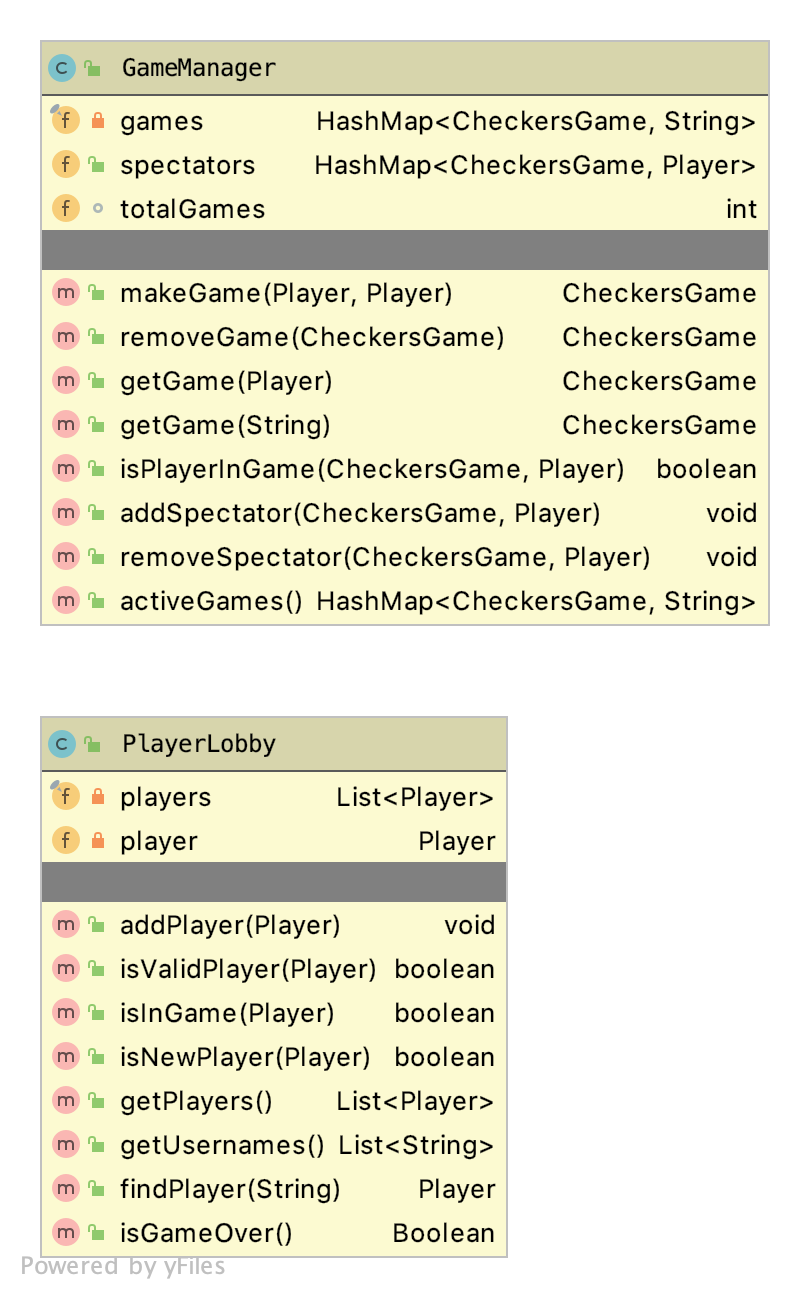 GameManager
games HashMap<CheckersGame, String>
spectators HashMap<CheckersGame, Player>
totalGames int
makeGame(Player, Player) CheckersGame
removeGame(CheckersGame) CheckersGame
getGame(Player) CheckersGame
getGame(String) CheckersGame
isPlayerInGame(CheckersGame, Player) boolean
addSpectator(CheckersGame, Player) void
removeSpectator(CheckersGame, Player) void
activeGames() HashMap<CheckersGame, String>
PlayerLobby
players List<Player>
player Player
addPlayer(Player) void
isValidPlayer(Player) boolean
isInGame(Player) boolean
isNewPlayer(Player) boolean
getPlayers() List<Player>
getUsernames() List<String>
findPlayer(String) Player
isGameOver() Boolean
Powered by yFiles